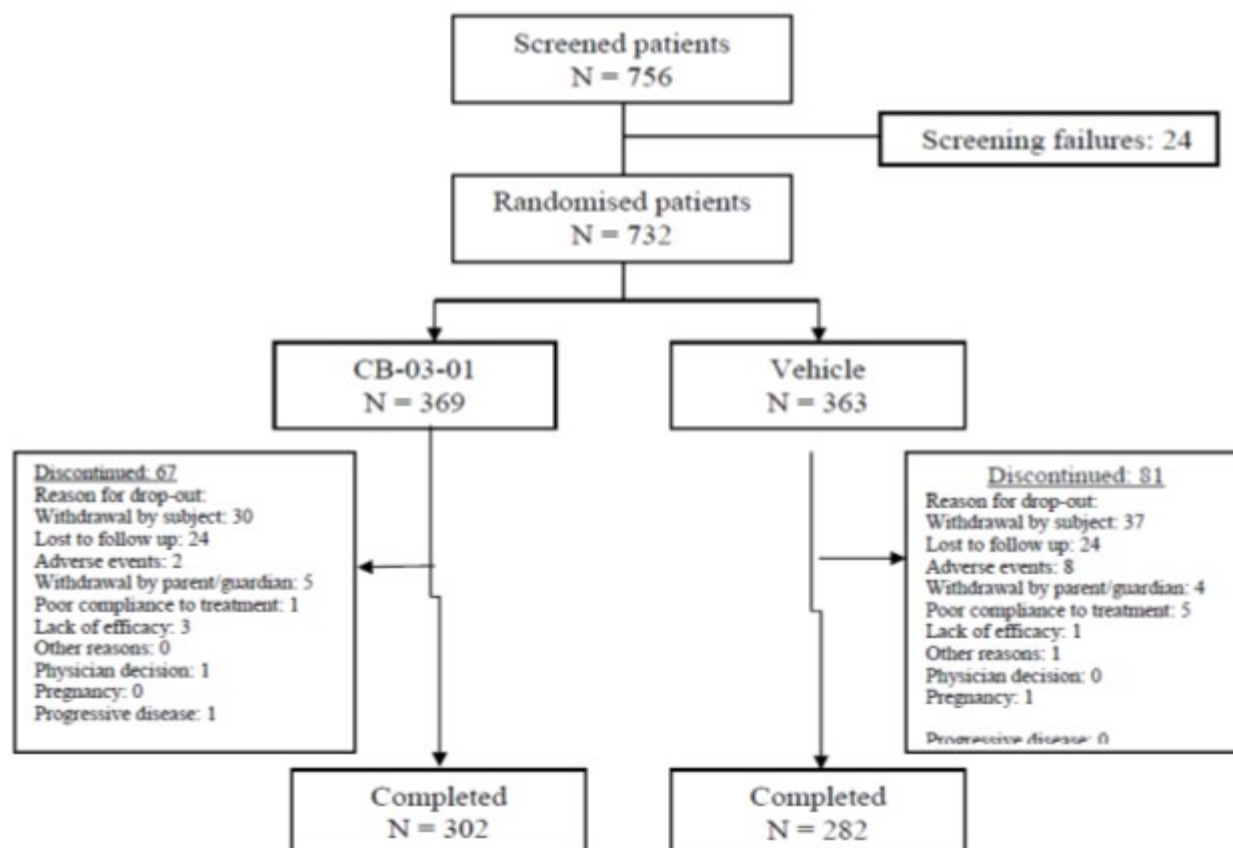 Screened patients
N = 756
Screening failures: 24
Randomised patients
N = 732
CB-03-01
N = 369
Vehicle
N = 363
Discontinued: 67
Reason for drop-out:
Withdrawal by subject: 30
Lost to follow up: 24
Adverse events: 2
Withdrawal by parent/guardian: 5
Poor compliance to treatment: 1
Lack of efficacy: 3
Other reasons: 0
Physician decision: 1
Pregnancy: 0
Progressive disease: 1
Discontinued: 81
Reason for drop-out:
Withdrawal by subject: 37
Lost to follow up: 24
Adverse events: 8
Withdrawal by parent/guardian: 4
Poor compliance to treatment: 5
Lack of efficacy: 1
Other reasons: 1
Physician decision: 0
Pregnancy: 1
Progressive disease: 0
Completed
N = 302
Completed
N = 282